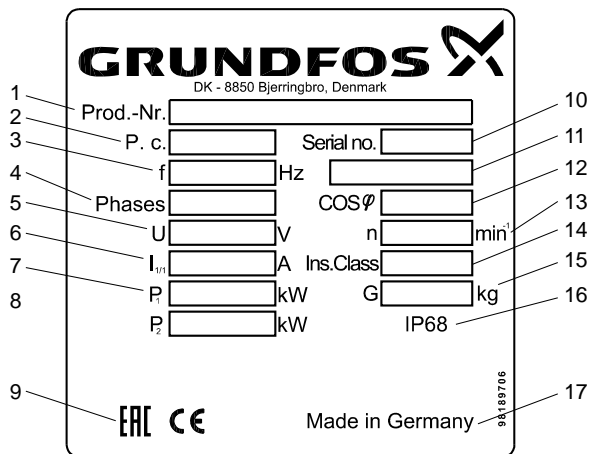 GRUNDFOS
DK - 8850 Bjerringbro, Denmark
1 Prod.-Nr. 10
2 P. c. Serial no.
3 f Hz 11
4 Phases COSφ 12
5 U V n min⁻¹ 13
6 I1/1 A Ins.Class 14
7 P1 kW G kg 15
8 P2 kW IP68 16
9 EAC CE Made in Germany 17
98189706